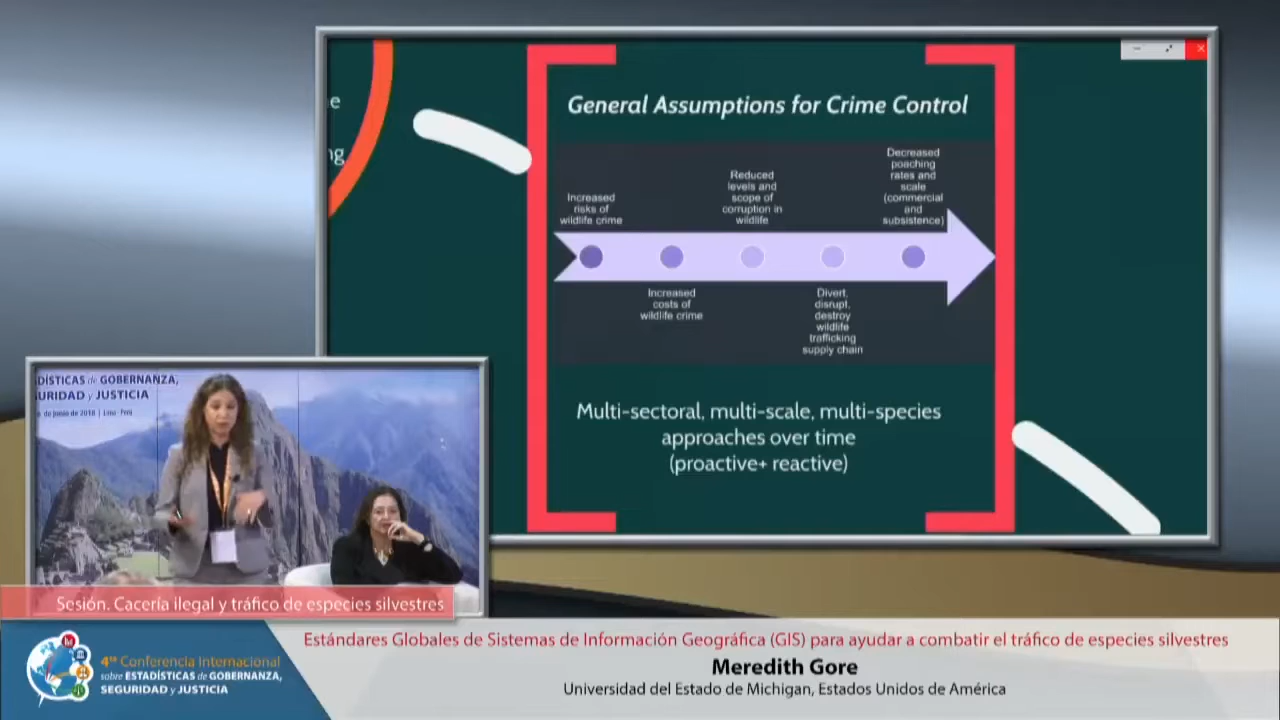 e
ng
General Assumptions for Crime Control
Increased
risks of
wildlife crime
Increased
costs of
wildlife crime
Reduced
levels and
scope of
corruption in
wildlife
Divert,
disrupt,
destroy
wildlife
trafficking
supply chain
Decreased
poaching
rates and
scale
(commercial
and
subsistence)
Multi-sectoral, multi-scale, multi-species
approaches over time
(proactive+ reactive)
DÍSTICAS de GOBERNANZA,
URIDAD y JUSTICIA
de junio de 2018 | Lima - Perú
Sesión. Cacería ilegal y tráfico de especies silvestres
Estándares Globales de Sistemas de Información Geográfica (GIS) para ayudar a combatir el tráfico de especies silvestres
Meredith Gore
Universidad del Estado de Michigan, Estados Unidos de América
4ta Conferencia Internacional
sobre ESTADÍSTICAS de GOBERNANZA,
SEGURIDAD y JUSTICIA